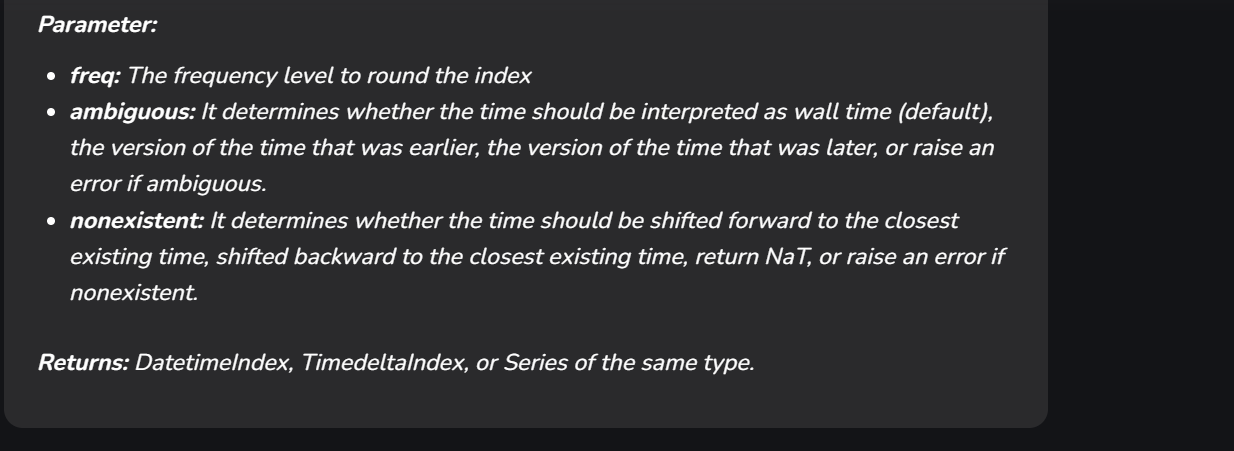 Parameter:
freq: The frequency level to round the index
ambiguous: It determines whether the time should be interpreted as wall time (default),
the version of the time that was earlier, the version of the time that was later, or raise an
error if ambiguous.
nonexistent: It determines whether the time should be shifted forward to the closest
existing time, shifted backward to the closest existing time, return NaT, or raise an error if
nonexistent.
Returns: DatetimeIndex, TimedeltaIndex, or Series of the same type.